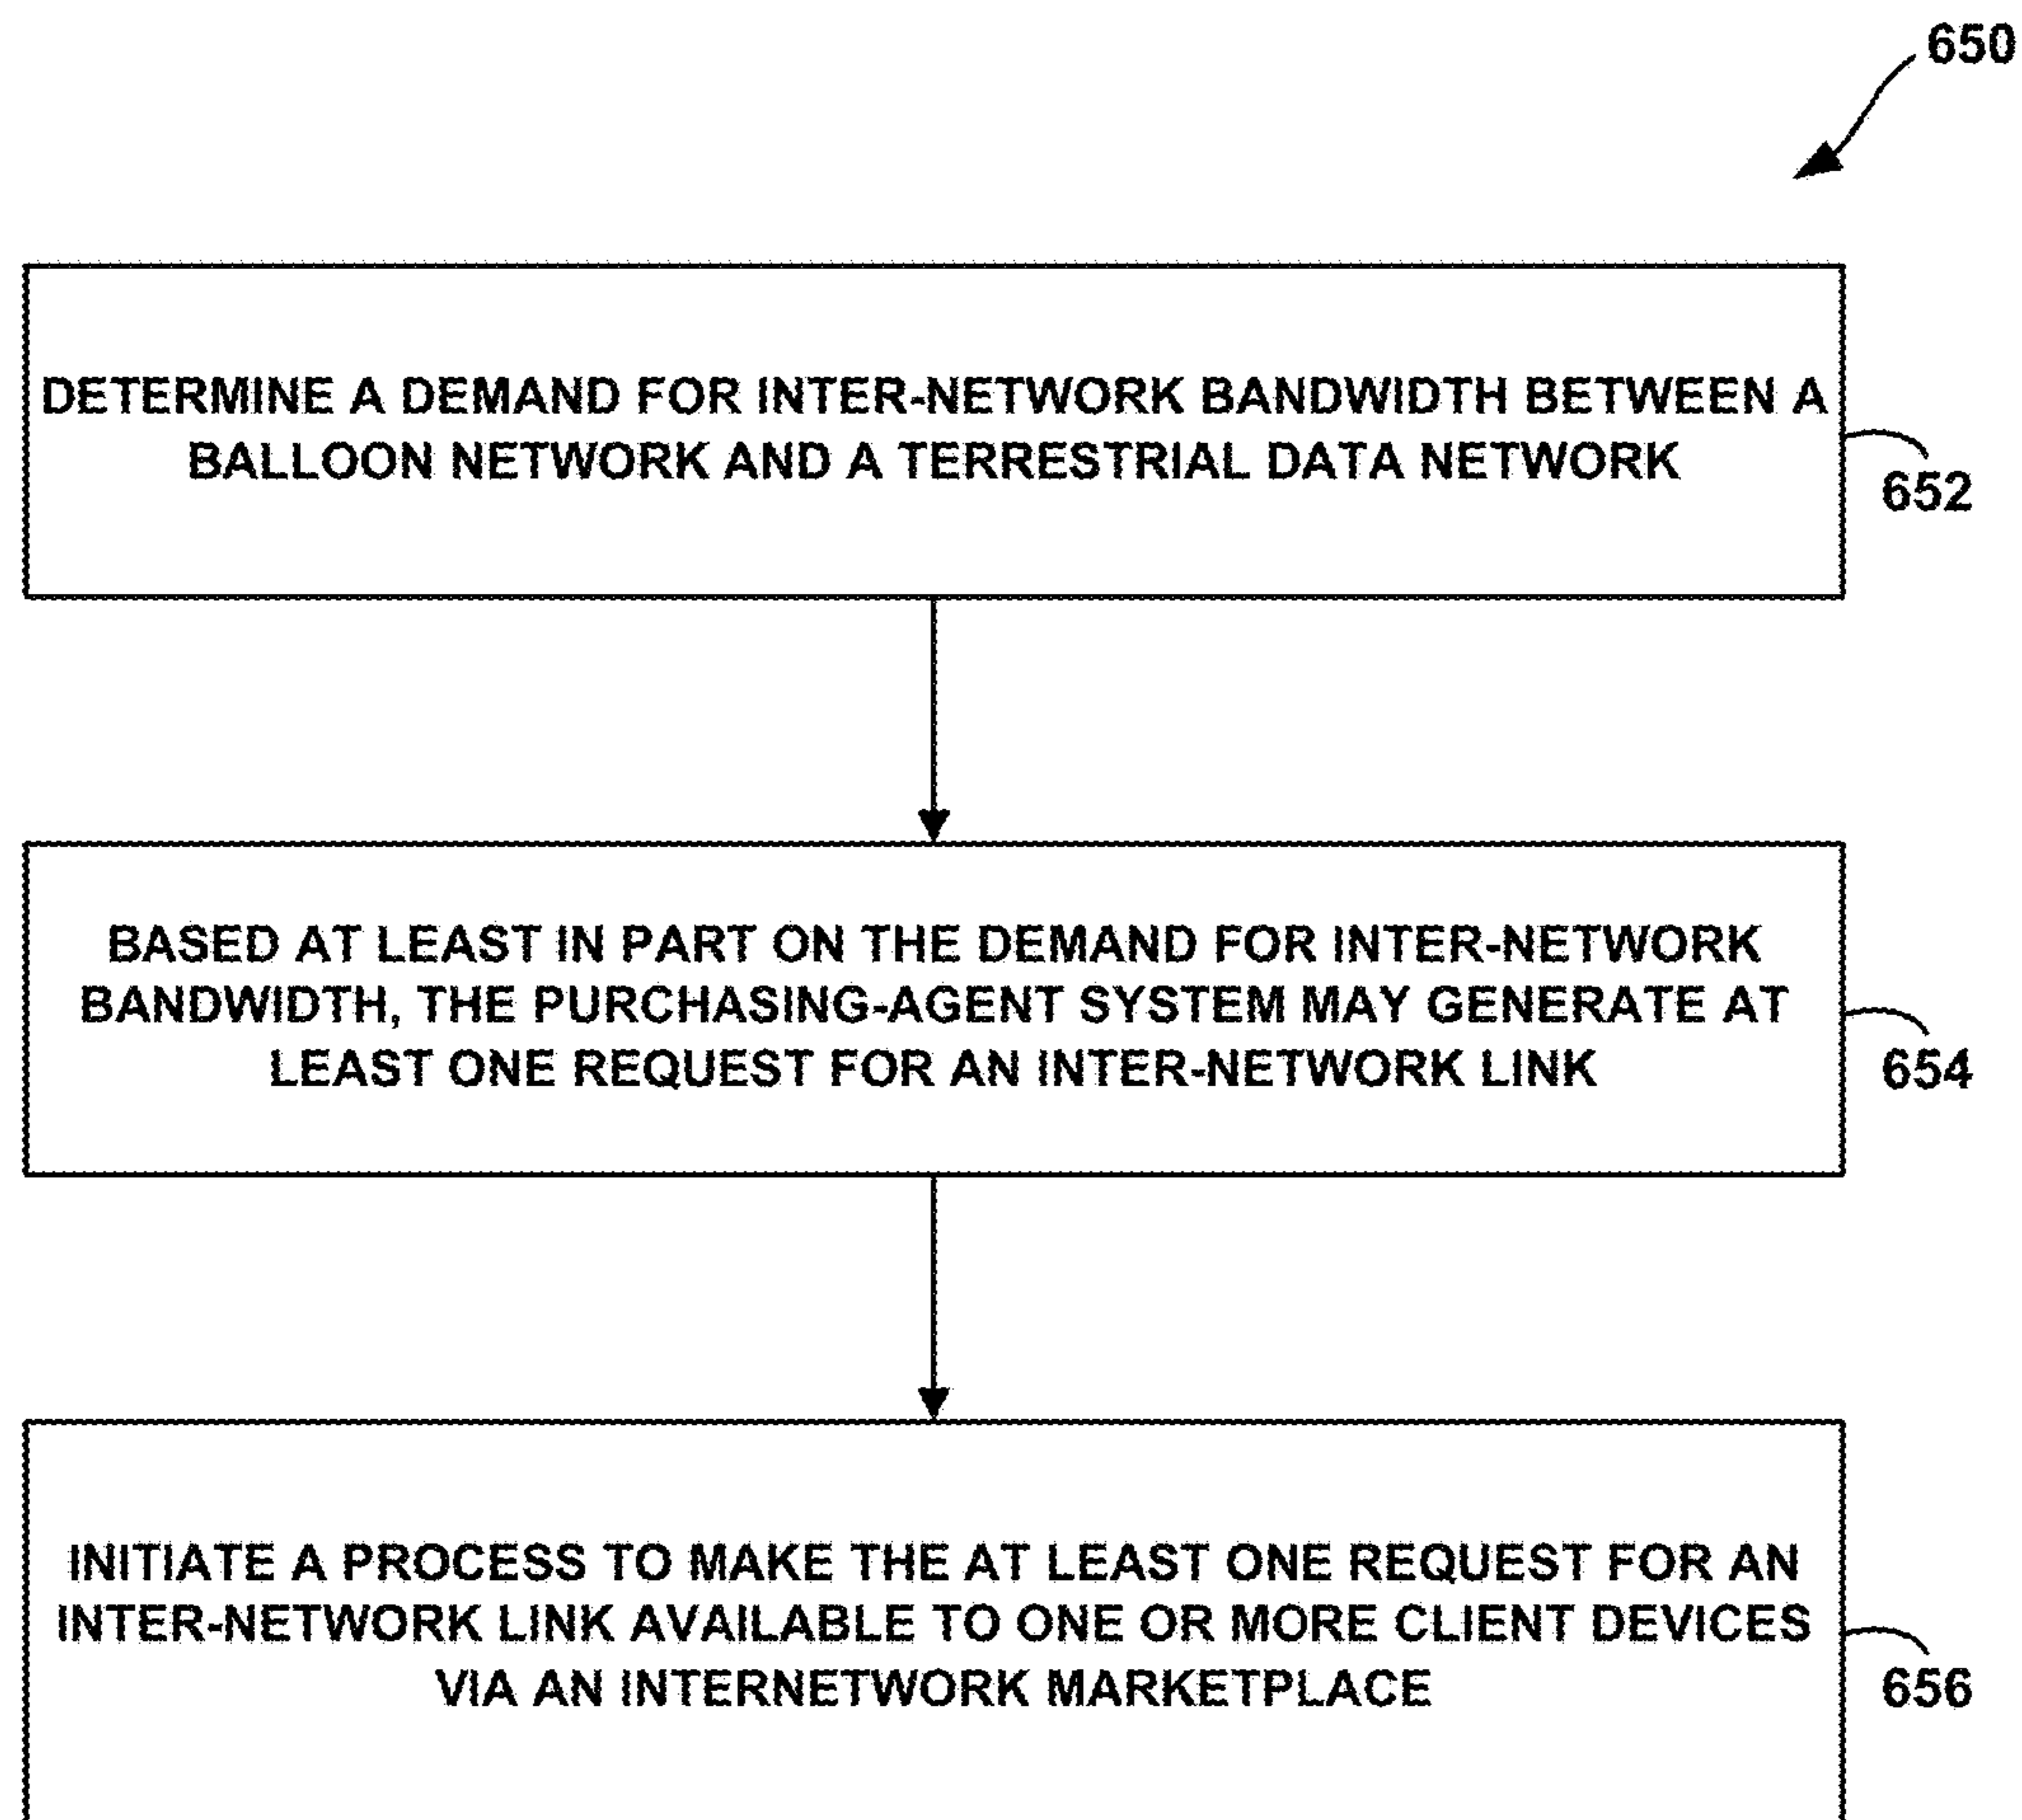 650
DETERMINE A DEMAND FOR INTER-NETWORK BANDWIDTH BETWEEN A
BALLOON NETWORK AND A TERRESTRIAL DATA NETWORK
652
BASED AT LEAST IN PART ON THE DEMAND FOR INTER-NETWORK
BANDWIDTH, THE PURCHASING-AGENT SYSTEM MAY GENERATE AT
LEAST ONE REQUEST FOR AN INTER-NETWORK LINK
654
INITIATE A PROCESS TO MAKE THE AT LEAST ONE REQUEST FOR AN
INTER-NETWORK LINK AVAILABLE TO ONE OR MORE CLIENT DEVICES
VIA AN INTERNETWORK MARKETPLACE
656